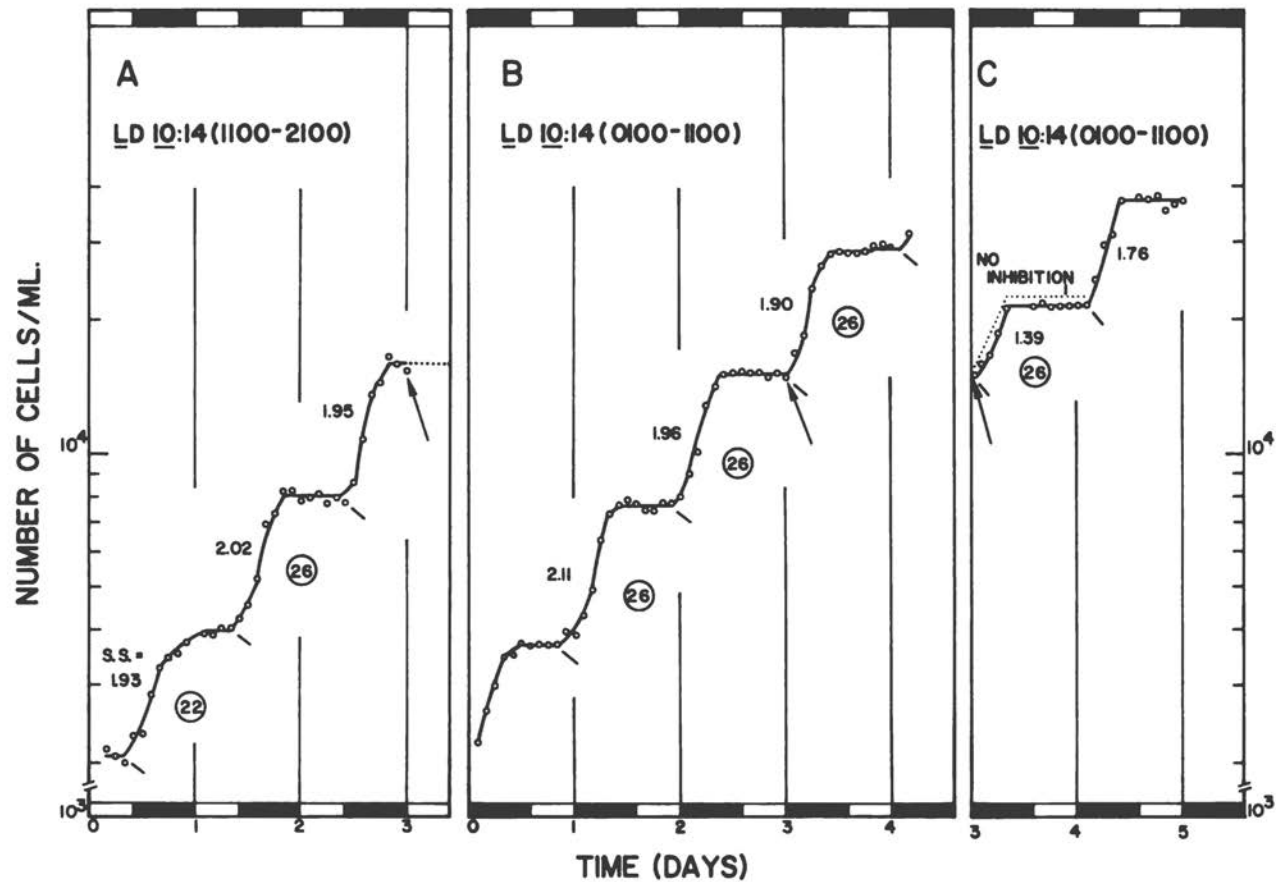 A
LD 10:14 (1100-2100)
B
LD 10:14 (0100-1100)
C
LD 10:14 (0100-1100)
NUMBER OF CELLS/ML.
10⁴
10³
S.S.=
1.93
22
2.02
26
1.95
2.11
26
1.96
26
1.90
26
NO
INHIBITION
1.39
26
1.76
10⁴
10³
0 1 2 3
0 1 2 3 4
3 4 5
TIME (DAYS)